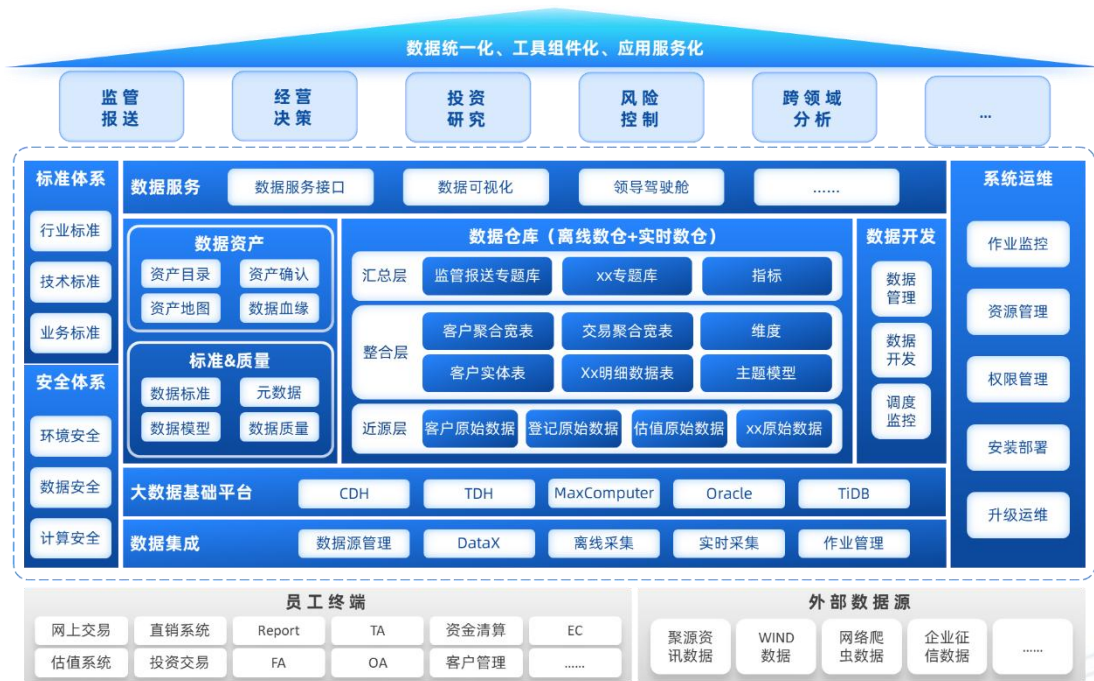 数据统一化、工具组件化、应用服务化
监管
报送
经营
决策
投资
研究
风险
控制
跨领域
分析
...
标准体系
行业标准
技术标准
业务标准
安全体系
环境安全
数据安全
计算安全
数据服务
数据服务接口
数据可视化
领导驾驶舱
......
数据资产
资产目录
资产确认
资产地图
数据血缘
标准&质量
数据标准
元数据
数据模型
数据质量
数据仓库（离线数仓+实时数仓）
汇总层
监管报送专题库
xx专题库
指标
整合层
客户聚合宽表
交易聚合宽表
维度
客户实体表
Xx明细数据表
主题模型
近源层
客户原始数据
登记原始数据
估值原始数据
xx原始数据
数据开发
数据
管理
数据
开发
调度
监控
大数据基础平台
CDH
TDH
MaxComputer
Oracle
TiDB
数据集成
数据源管理
DataX
离线采集
实时采集
作业管理
系统运维
作业监控
资源管理
权限管理
安装部署
升级运维
员工终端
网上交易
直销系统
Report
TA
资金清算
EC
估值系统
投资交易
FA
OA
客户管理
......
外部数据源
聚源资
讯数据
WIND
数据
网络爬
虫数据
企业征
信数据
......